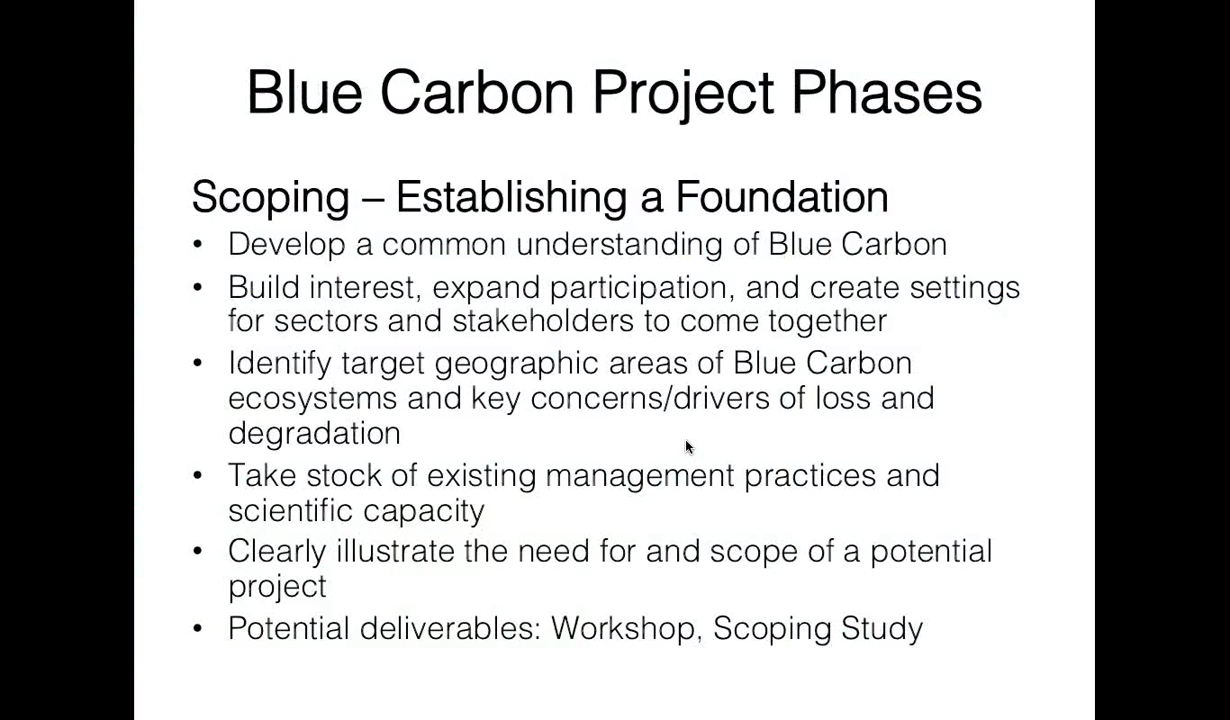 Blue Carbon Project Phases
Scoping – Establishing a Foundation
• Develop a common understanding of Blue Carbon
• Build interest, expand participation, and create settings
for sectors and stakeholders to come together
• Identify target geographic areas of Blue Carbon
ecosystems and key concerns/drivers of loss and
degradation
• Take stock of existing management practices and
scientific capacity
• Clearly illustrate the need for and scope of a potential
project
• Potential deliverables: Workshop, Scoping Study